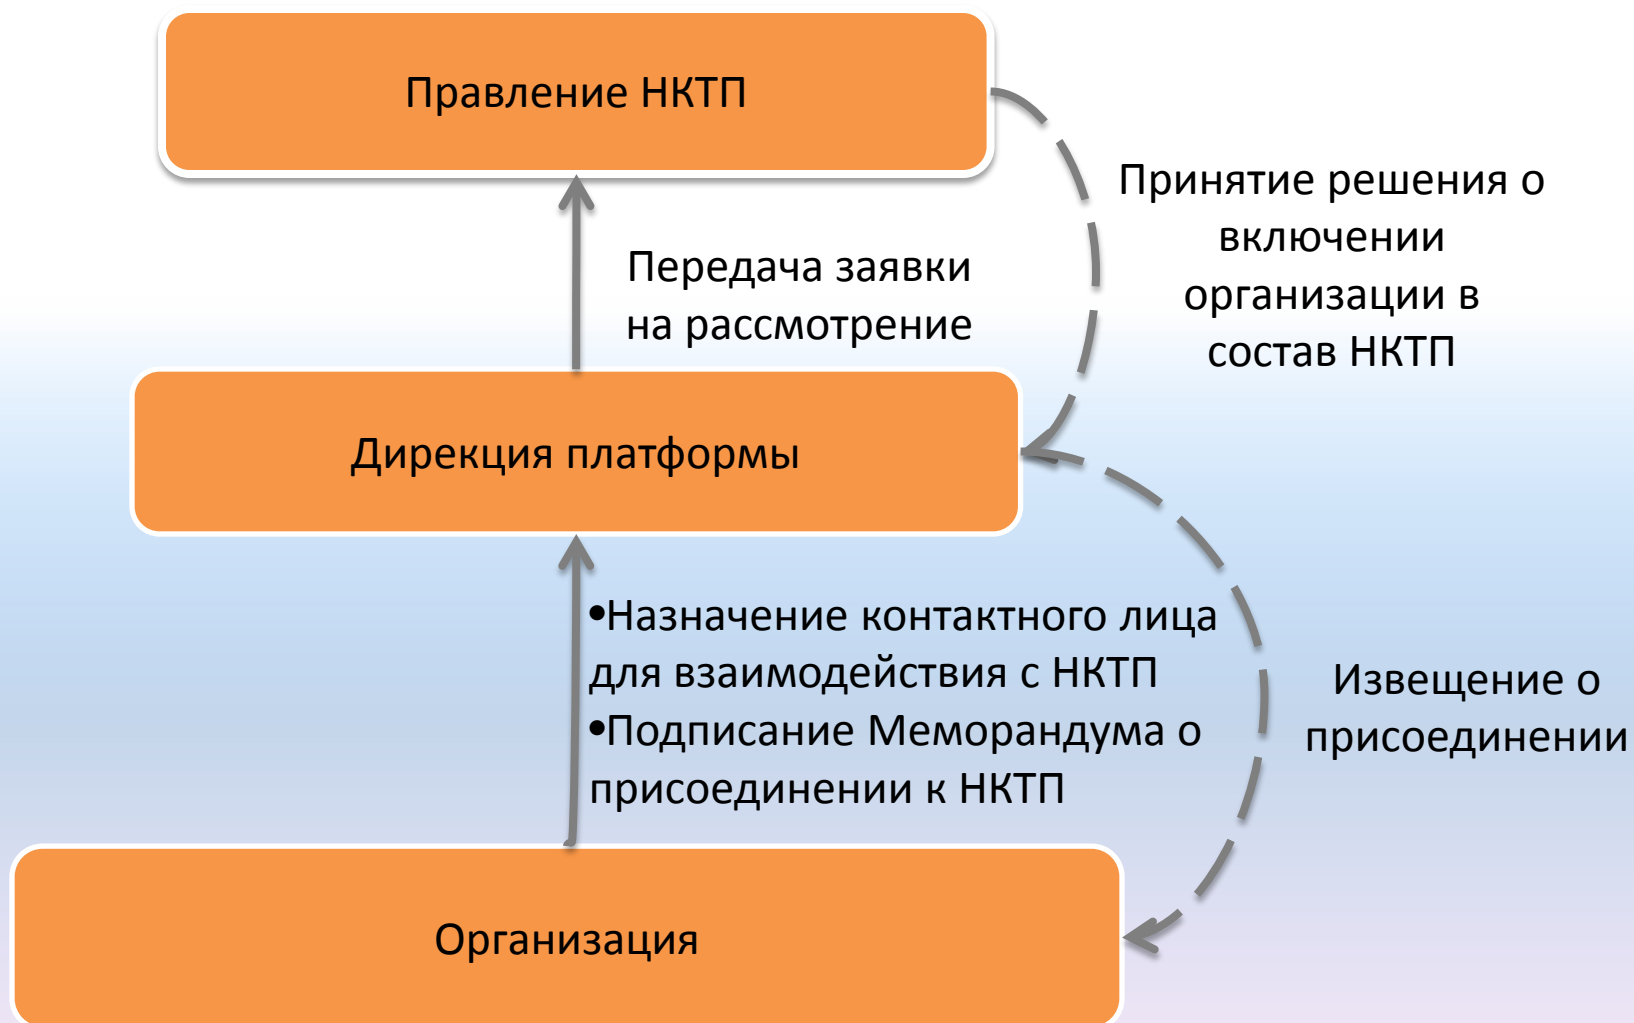 Правление НКТП
Принятие решения о
включении
организации в
состав НКТП
Передача заявки
на рассмотрение
Дирекция платформы
•Назначение контактного лица
для взаимодействия с НКТП
•Подписание Меморандума о
присоединении к НКТП
Извещение о
присоединении
Организация